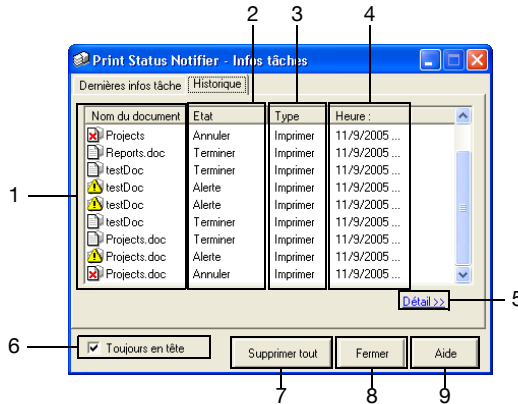 2 3 4
Print Status Notifier - Infos tâches
Dernières infos tâche Historique
Nom du document Etat Type Heure :
Projects Annuler Imprimer 11/9/2005 ...
Reports.doc Terminer Imprimer 11/9/2005 ...
testDoc Terminer Imprimer 11/9/2005 ...
1 testDoc Alerte Imprimer 11/9/2005 ...
testDoc Alerte Imprimer 11/9/2005 ...
testDoc Terminer Imprimer 11/9/2005 ...
Projects.doc Terminer Imprimer 11/9/2005 ...
Projects.doc Alerte Imprimer 11/9/2005 ...
Projects.doc Annuler Imprimer 11/9/2005 ...
Détail >> 5
6 Toujours en tête Supprimer tout Fermer Aide
7 8 9